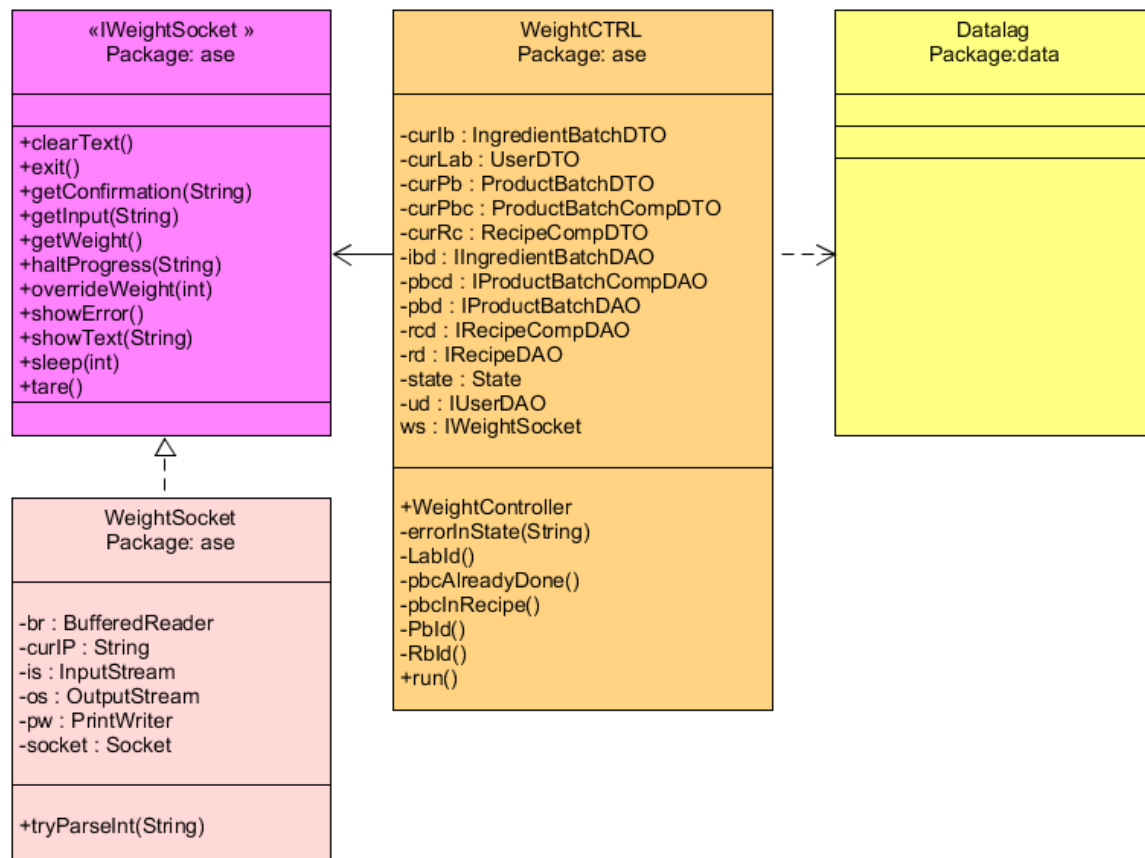 «IWeightSocket »
Package: ase
+clearText()
+exit()
+getConfirmation(String)
+getInput(String)
+getWeight()
+haltProgress(String)
+overrideWeight(int)
+showError()
+showText(String)
+sleep(int)
+tare()
WeightSocket
Package: ase
-br : BufferedReader
-curIP : String
-is : InputStream
-os : OutputStream
-pw : PrintWriter
-socket : Socket
+tryParseInt(String)
WeightCTRL
Package: ase
-curIb : IngredientBatchDTO
-curLab : UserDTO
-curPb : ProductBatchDTO
-curPbc : ProductBatchCompDTO
-curRc : RecipeCompDTO
-ibd : IIngredientBatchDAO
-pbcd : IProductBatchCompDAO
-pbd : IProductBatchDAO
-rcd : IRecipeCompDAO
-rd : IRecipeDAO
-state : State
-ud : IUserDAO
ws : IWeightSocket
+WeightController
-errorInState(String)
-LabId()
-pbcAlreadyDone()
-pbcInRecipe()
-PbId()
-RbId()
+run()
Datalag
Package:data